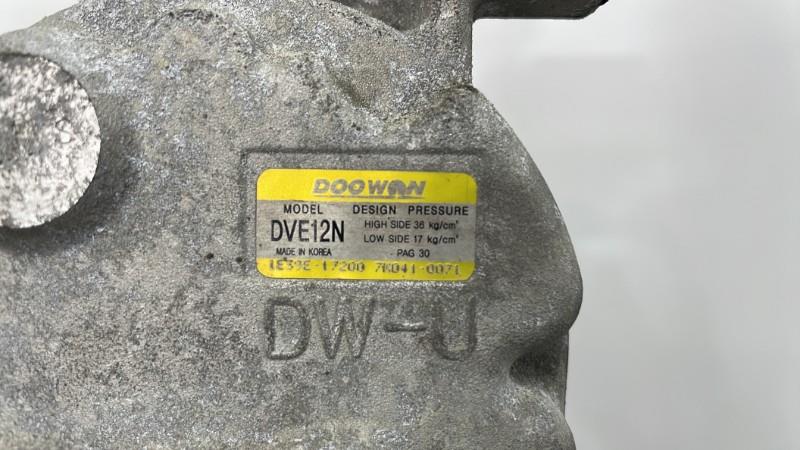 DOOWON
MODEL DESIGN PRESSURE
DVE12N HIGH SIDE 36 kg/cm²
LOW SIDE 17 kg/cm²
MADE IN KOREA PAG 30
1E39E-17200 7K041-0071
DW-U